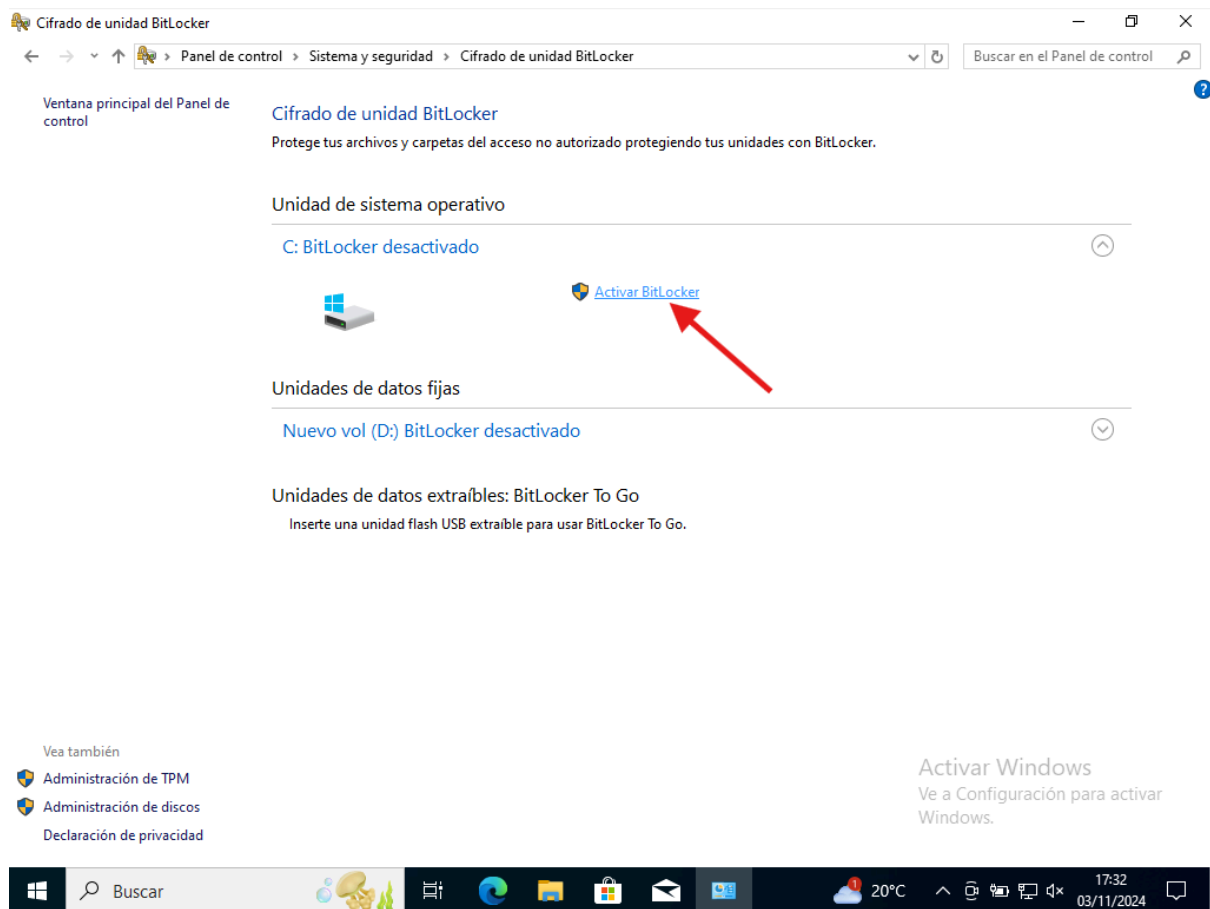 Cifrado de unidad BitLocker
Panel de control > Sistema y seguridad > Cifrado de unidad BitLocker
Buscar en el Panel de control
Ventana principal del Panel de
control
?
Cifrado de unidad BitLocker
Protege tus archivos y carpetas del acceso no autorizado protegiendo tus unidades con BitLocker.
Unidad de sistema operativo
C: BitLocker desactivado
Activar BitLocker
Unidades de datos fijas
Nuevo vol (D:) BitLocker desactivado
Unidades de datos extraíbles: BitLocker To Go
Inserte una unidad flash USB extraíble para usar BitLocker To Go.
Vea también
Administración de TPM
Administración de discos
Declaración de privacidad
Activar Windows
Ve a Configuración para activar
Windows.
Buscar
1
20°C
17:32
03/11/2024